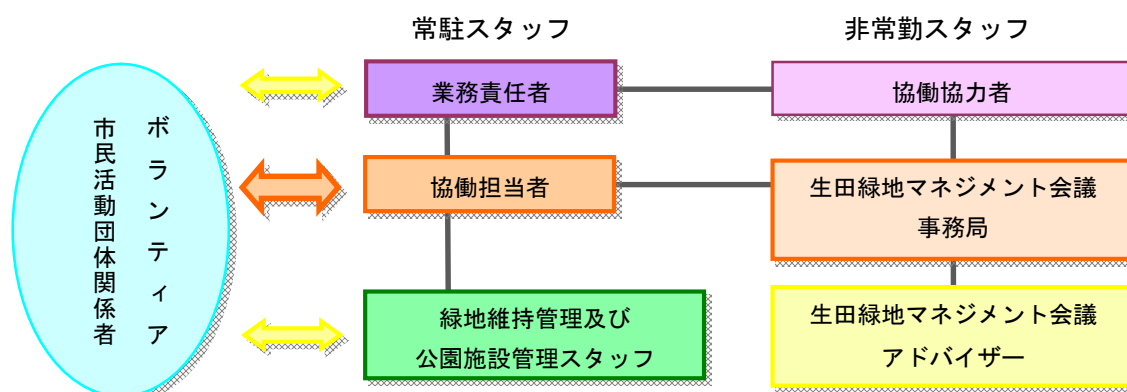 常駐スタッフ
非常勤スタッフ
ボランティア
市民活動団体関係者
業務責任者
協働協力者
協働担当者
生田緑地マネジメント会議
事務局
緑地維持管理及び
公園施設管理スタッフ
生田緑地マネジメント会議
アドバイザー